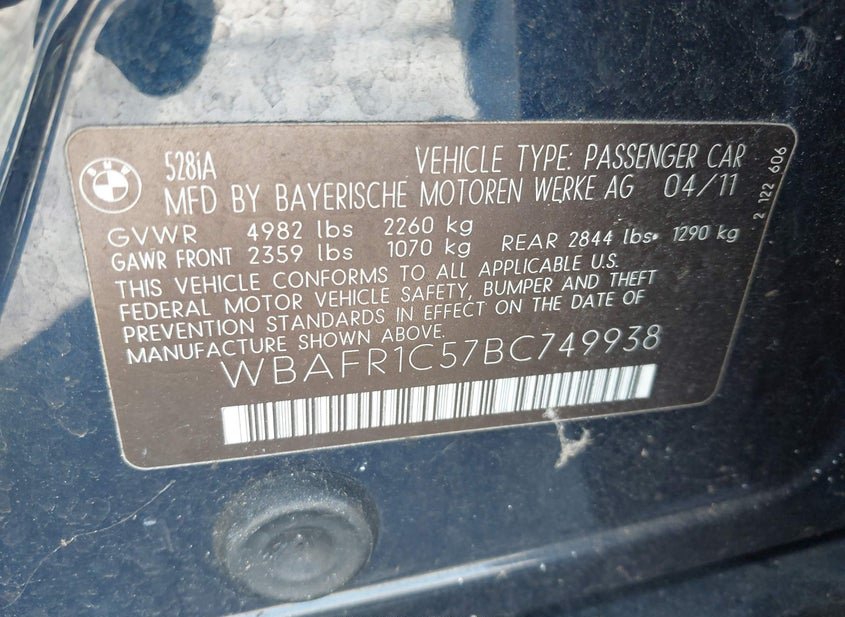 BMW
528iA VEHICLE TYPE: PASSENGER CAR
MFD BY BAYERISCHE MOTOREN WERKE AG 04/11
GVWR 4982 lbs 2260 kg
GAWR FRONT 2359 lbs 1070 kg REAR 2844 lbs• 1290 kg
THIS VEHICLE CONFORMS TO ALL APPLICABLE U.S.
FEDERAL MOTOR VEHICLE SAFETY, BUMPER AND THEFT
PREVENTION STANDARDS IN EFFECT ON THE DATE OF
MANUFACTURE SHOWN ABOVE.
WBAFR1C57BC749938
2 122 606